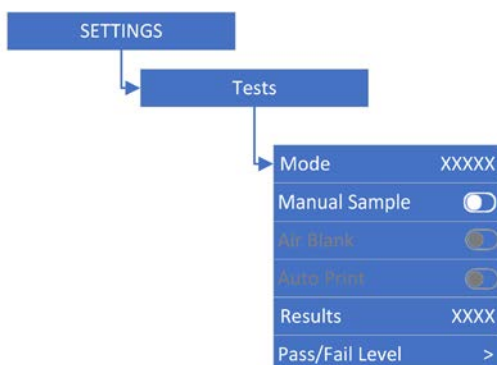 SETTINGS
Tests
Mode XXXXX
Manual Sample
Air Blank
Auto Print
Results XXXX
Pass/Fail Level >